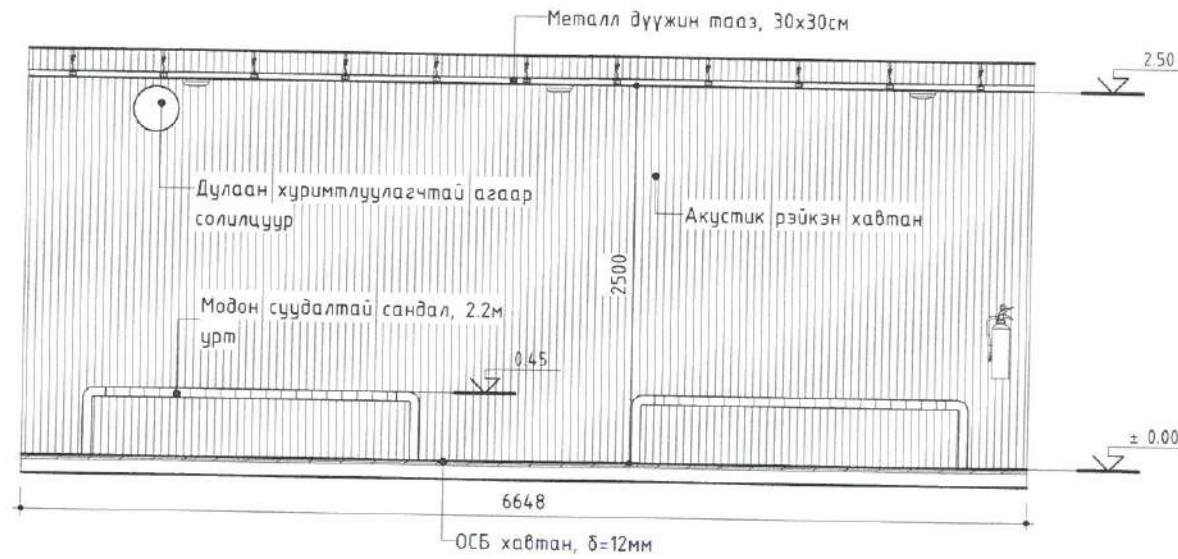 Металл дүүжин тааз, 30х30см
2.50
Дулаан хуримтлуулагчтай агаар
солилцуур
Акустик рэйкэн хавтан
2500
Модон суудалтай сандал, 2.2м
урт
0.45
± 0.00
6648
ОСБ хавтан, δ=12мм